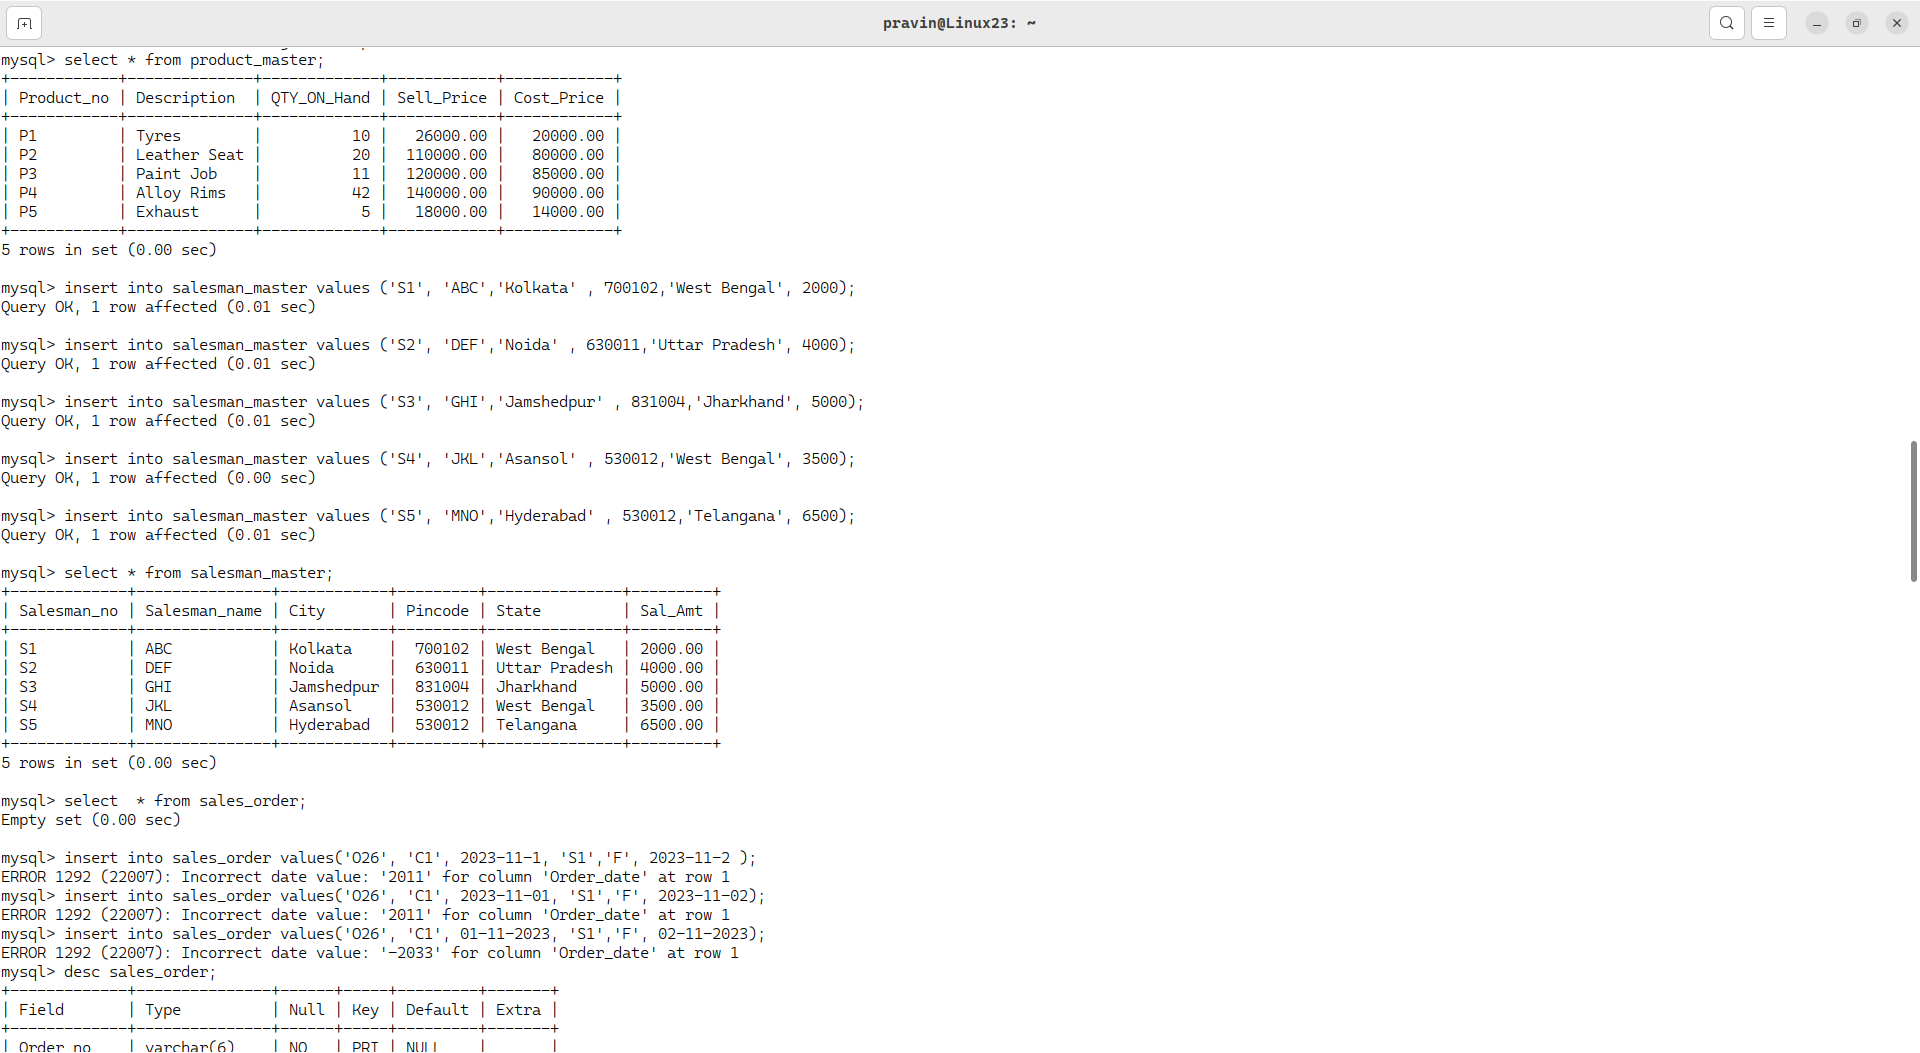 pravin@Linux23: ~
mysql> select * from product_master;
+------------+--------------+-------------+------------+------------+
| Product_no | Description  | QTY_ON_Hand | Sell_Price | Cost_Price |
+------------+--------------+-------------+------------+------------+
| P1         | Tyres        |          10 |   26000.00 |   20000.00 |
| P2         | Leather Seat |          20 |  110000.00 |   80000.00 |
| P3         | Paint Job    |          11 |  120000.00 |   85000.00 |
| P4         | Alloy Rims   |          42 |  140000.00 |   90000.00 |
| P5         | Exhaust      |           5 |   18000.00 |   14000.00 |
+------------+--------------+-------------+------------+------------+
5 rows in set (0.00 sec)
mysql> insert into salesman_master values ('S1', 'ABC','Kolkata' , 700102,'West Bengal', 2000);
Query OK, 1 row affected (0.01 sec)
mysql> insert into salesman_master values ('S2', 'DEF','Noida' , 630011,'Uttar Pradesh', 4000);
Query OK, 1 row affected (0.01 sec)
mysql> insert into salesman_master values ('S3', 'GHI','Jamshedpur' , 831004,'Jharkhand', 5000);
Query OK, 1 row affected (0.01 sec)
mysql> insert into salesman_master values ('S4', 'JKL','Asansol' , 530012,'West Bengal', 3500);
Query OK, 1 row affected (0.00 sec)
mysql> insert into salesman_master values ('S5', 'MNO','Hyderabad' , 530012,'Telangana', 6500);
Query OK, 1 row affected (0.01 sec)
mysql> select * from salesman_master;
+-------------+---------------+------------+---------+---------------+---------+
| Salesman_no | Salesman_name | City       | Pincode | State         | Sal_Amt |
+-------------+---------------+------------+---------+---------------+---------+
| S1          | ABC           | Kolkata    |  700102 | West Bengal   | 2000.00 |
| S2          | DEF           | Noida      |  630011 | Uttar Pradesh | 4000.00 |
| S3          | GHI           | Jamshedpur |  831004 | Jharkhand     | 5000.00 |
| S4          | JKL           | Asansol    |  530012 | West Bengal   | 3500.00 |
| S5          | MNO           | Hyderabad  |  530012 | Telangana     | 6500.00 |
+-------------+---------------+------------+---------+---------------+---------+
5 rows in set (0.00 sec)
mysql> select  * from sales_order;
Empty set (0.00 sec)
mysql> insert into sales_order values('O26', 'C1', 2023-11-1, 'S1','F', 2023-11-2 );
ERROR 1292 (22007): Incorrect date value: '2011' for column 'Order_date' at row 1
mysql> insert into sales_order values('O26', 'C1', 2023-11-01, 'S1','F', 2023-11-02);
ERROR 1292 (22007): Incorrect date value: '2011' for column 'Order_date' at row 1
mysql> insert into sales_order values('O26', 'C1', 01-11-2023, 'S1','F', 02-11-2023);
ERROR 1292 (22007): Incorrect date value: '-2033' for column 'Order_date' at row 1
mysql> desc sales_order;
+-------------+---------------+------+-----+---------+-------+
| Field       | Type          | Null | Key | Default | Extra |
+-------------+---------------+------+-----+---------+-------+
| Order_no    | varchar(6)    | NO   | PRI | NULL    |       |